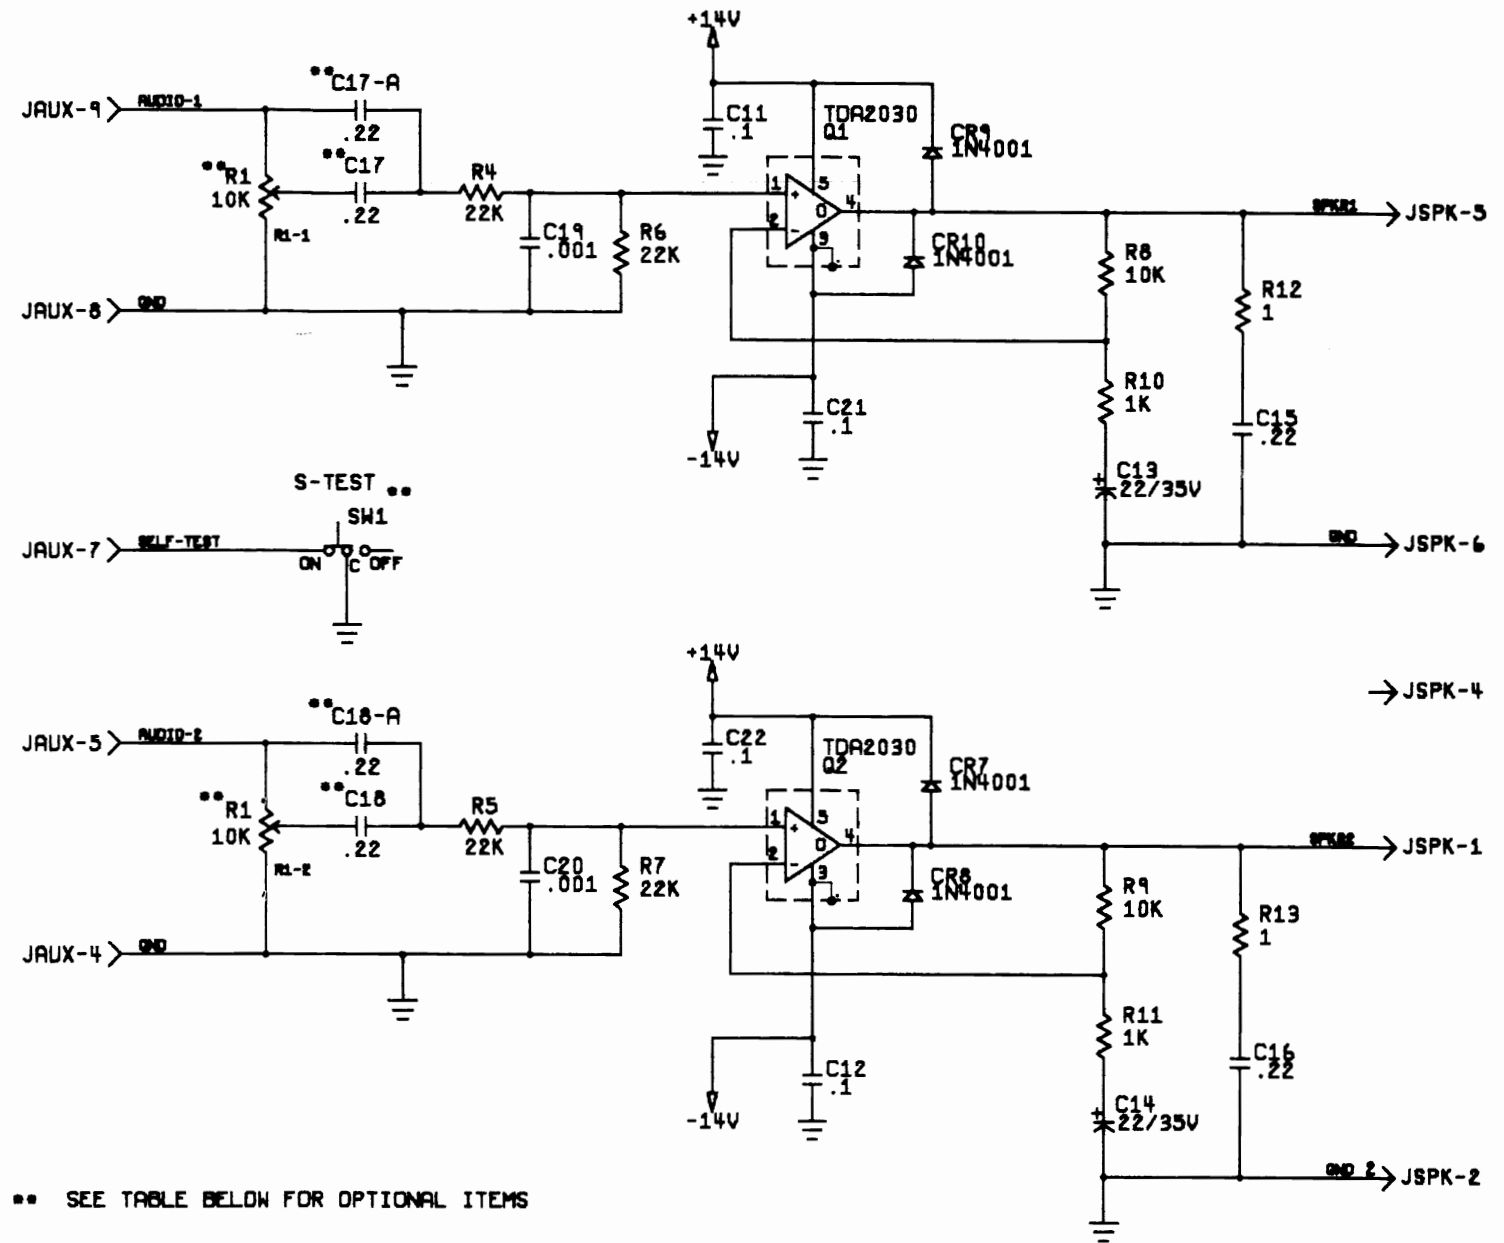 +14V
**C17-A
JAUX-9
AUDIO-1
.22
C11
.1
TDA2030
Q1
CR9
1N4001
**C17
**R1
10K
.22
R1-1
R4
22K
1
5
+
O
4
2
-
3
C19
.001
R6
22K
CR10
1N4001
SPKR1
JSPK-5
R8
10K
R12
1
JAUX-8
GND
R10
1K
C21
.1
-14V
C15
.22
+
C13
22/35V
S-TEST **
SW1
JAUX-7
SELF-TEST
ON
C
OFF
GND
JSPK-6
+14V
JSPK-4
**C18-A
JAUX-5
AUDIO-2
.22
C22
.1
TDA2030
Q2
CR7
1N4001
**C18
**R1
10K
.22
R1-2
R5
22K
1
5
+
O
4
2
-
3
C20
.001
R7
22K
CR8
1N4001
SPKR2
JSPK-1
R9
10K
R13
1
JAUX-4
GND
R11
1K
C12
.1
-14V
C16
.22
+
C14
22/35V
GND 2
JSPK-2
** SEE TABLE BELOW FOR OPTIONAL ITEMS